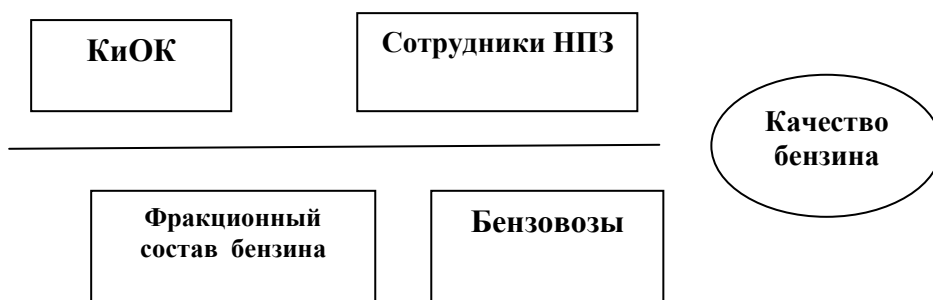 КиОК
Сотрудники НПЗ
Качество
бензина
Фракционный
состав бензина
Бензовозы